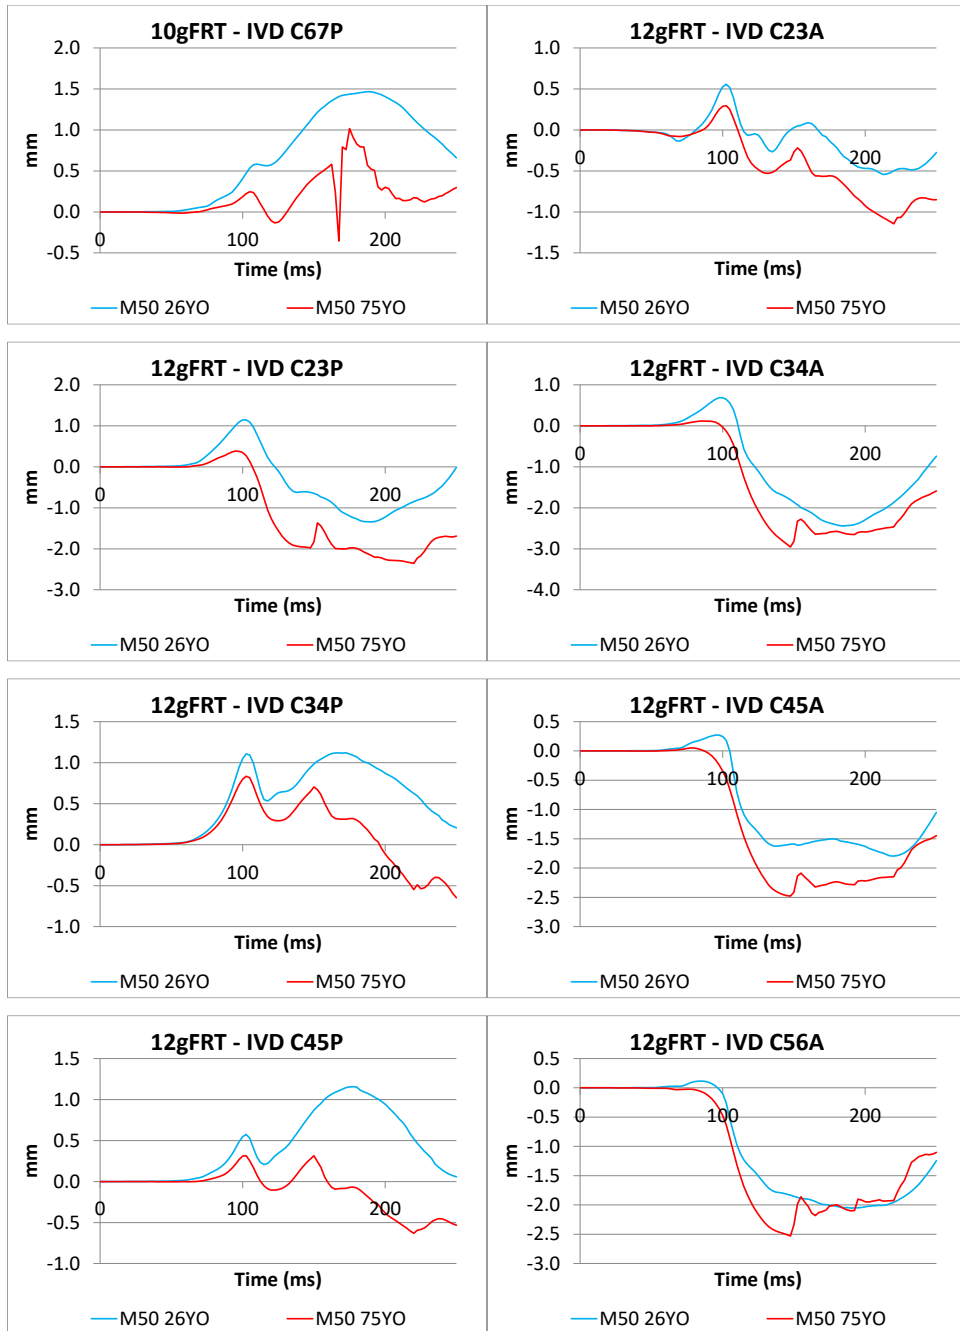 10gFRT - IVD C67P
2.0
1.5
1.0
0.5
0.0
-0.5
0
100
200
mm
Time (ms)
M50 26YO
M50 75YO
12gFRT - IVD C23A
1.0
0.5
0.0
-0.5
-1.0
-1.5
0
100
200
mm
Time (ms)
M50 26YO
M50 75YO
12gFRT - IVD C23P
2.0
1.0
0.0
-1.0
-2.0
-3.0
0
100
200
mm
Time (ms)
M50 26YO
M50 75YO
12gFRT - IVD C34A
1.0
0.0
-1.0
-2.0
-3.0
-4.0
0
100
200
mm
Time (ms)
M50 26YO
M50 75YO
12gFRT - IVD C34P
1.5
1.0
0.5
0.0
-0.5
-1.0
0
100
200
mm
Time (ms)
M50 26YO
M50 75YO
12gFRT - IVD C45A
0.5
0.0
-0.5
-1.0
-1.5
-2.0
-2.5
-3.0
0
100
200
mm
Time (ms)
M50 26YO
M50 75YO
12gFRT - IVD C45P
1.5
1.0
0.5
0.0
-0.5
-1.0
0
100
200
mm
Time (ms)
M50 26YO
M50 75YO
12gFRT - IVD C56A
0.5
0.0
-0.5
-1.0
-1.5
-2.0
-2.5
-3.0
0
100
200
mm
Time (ms)
M50 26YO
M50 75YO